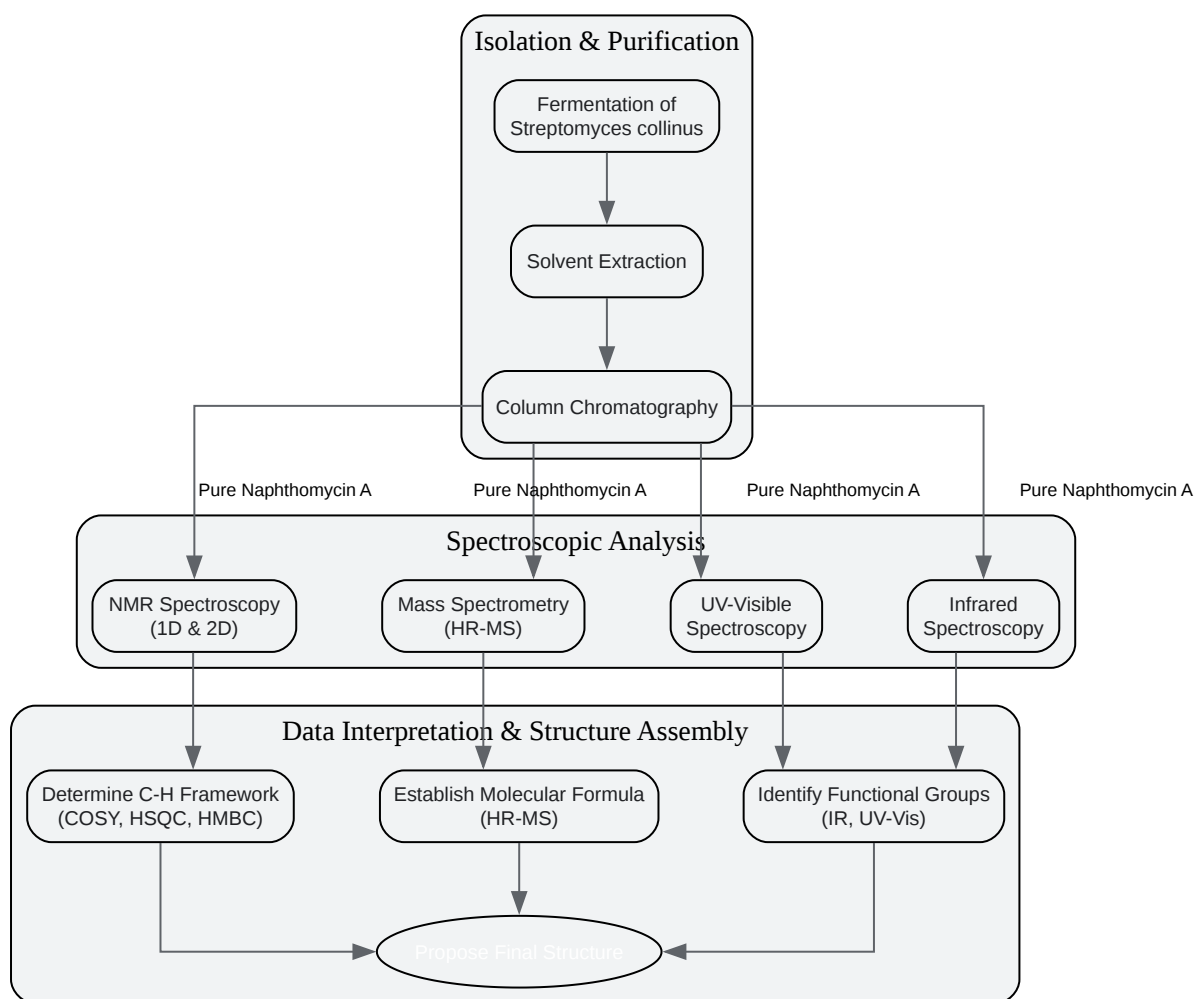 Isolation & Purification
Fermentation of
Streptomyces collinus
Solvent Extraction
Column Chromatography
Pure Naphthomycin A
Pure Naphthomycin A
Pure Naphthomycin A
Pure Naphthomycin A
Spectroscopic Analysis
NMR Spectroscopy
(1D & 2D)
Mass Spectrometry
(HR-MS)
UV-Visible
Spectroscopy
Infrared
Spectroscopy
Data Interpretation & Structure Assembly
Determine C-H Framework
(COSY, HSQC, HMBC)
Establish Molecular Formula
(HR-MS)
Identify Functional Groups
(IR, UV-Vis)
Propose Final Structure